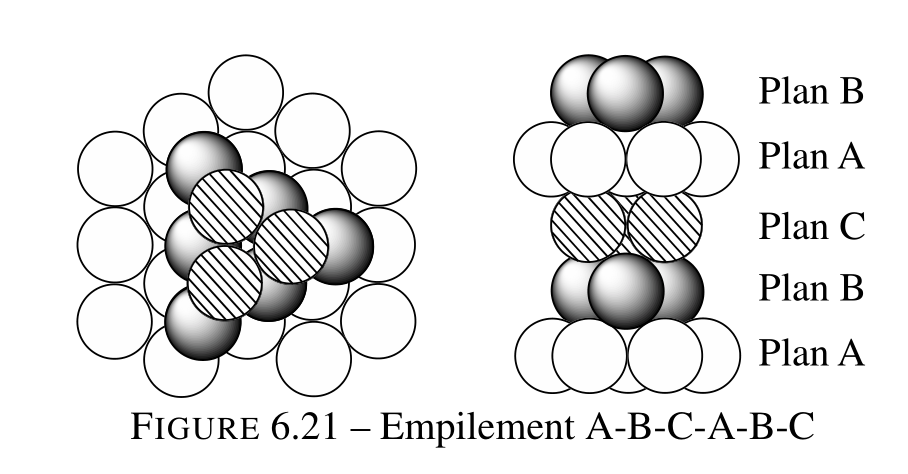 Plan B
Plan A
Plan C
Plan B
Plan A
FIGURE 6.21 – Empilement A-B-C-A-B-C